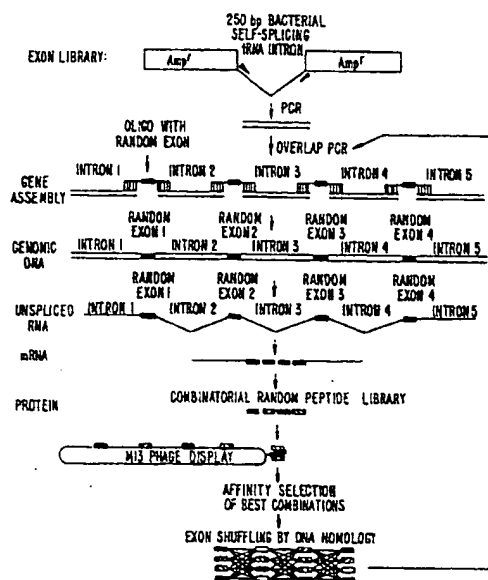 250 bp BACTERIAL
SELF-SPLICING
tRNA INTRON
EXON LIBRARY:
Ampr
Ampr
PCR
OLIGO WITH
RANDOM EXON
OVERLAP PCR
INTRON 1
INTRON 2
INTRON 3
INTRON 4
INTRON 5
GENE
ASSEMBLY
RANDOM
EXON 1
RANDOM
EXON 2
RANDOM
EXON 3
RANDOM
EXON 4
GENOMIC
DNA
INTRON 1
INTRON 2
INTRON 3
INTRON 4
INTRON 5
RANDOM
EXON 1
RANDOM
EXON 2
RANDOM
EXON 3
RANDOM
EXON 4
UNSPLICED
RNA
INTRON 1
INTRON 2
INTRON 3
INTRON 4
INTRON 5
mRNA
COMBINATORIAL RANDOM PEPTIDE LIBRARY
PROTEIN
M13 PHAGE DISPLAY
AFFINITY SELECTION
OF BEST COMBINATIONS
EXON SHUFFLING BY DNA HOMOLOGY